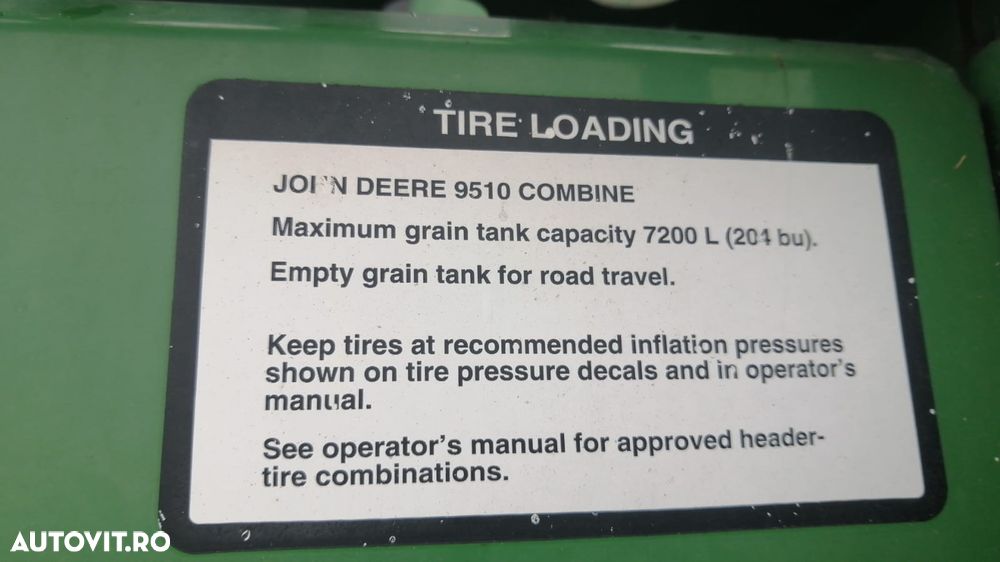 TIRE LOADING
JOHN DEERE 9510 COMBINE
Maximum grain tank capacity 7200 L (204 bu).
Empty grain tank for road travel.
Keep tires at recommended inflation pressures
shown on tire pressure decals and in operator's
manual.
See operator's manual for approved header-
tire combinations.
AUTOVIT.RO